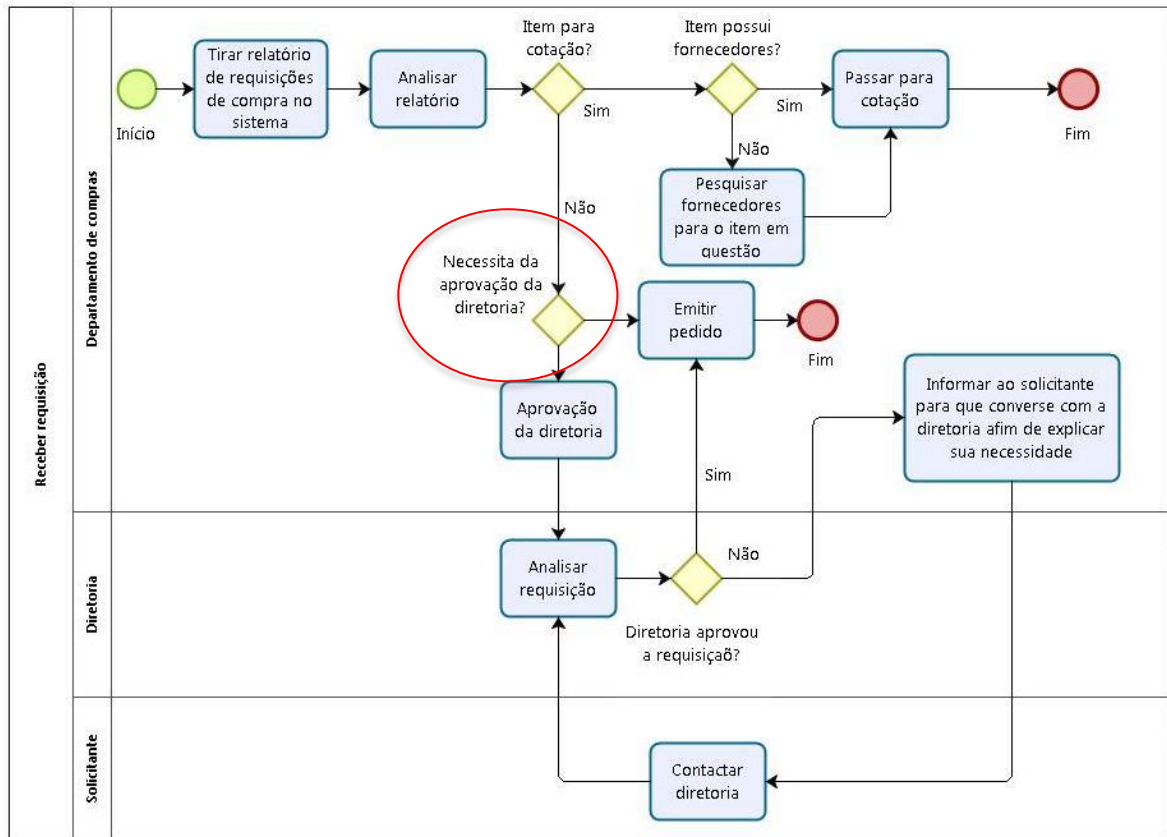 Receber requisição
Departamento de compras
Início
Tirar relatório
de requisições
de compra no
sistema
Analisar
relatório
Item para
cotação?
Sim
Não
Item possui
fornecedores?
Sim
Não
Passar para
cotação
Fim
Pesquisar
fornecedores
para o item em
questão
Necessita da
aprovação da
diretoria?
Emitir
pedido
Fim
Aprovação
da diretoria
Informar ao solicitante
para que converse com a
diretoria afim de explicar
sua necessidade
Sim
Diretoria
Analisar
requisição
Não
Diretoria aprovou
a requisiçaõ?
Solicitante
Contactar
diretoria